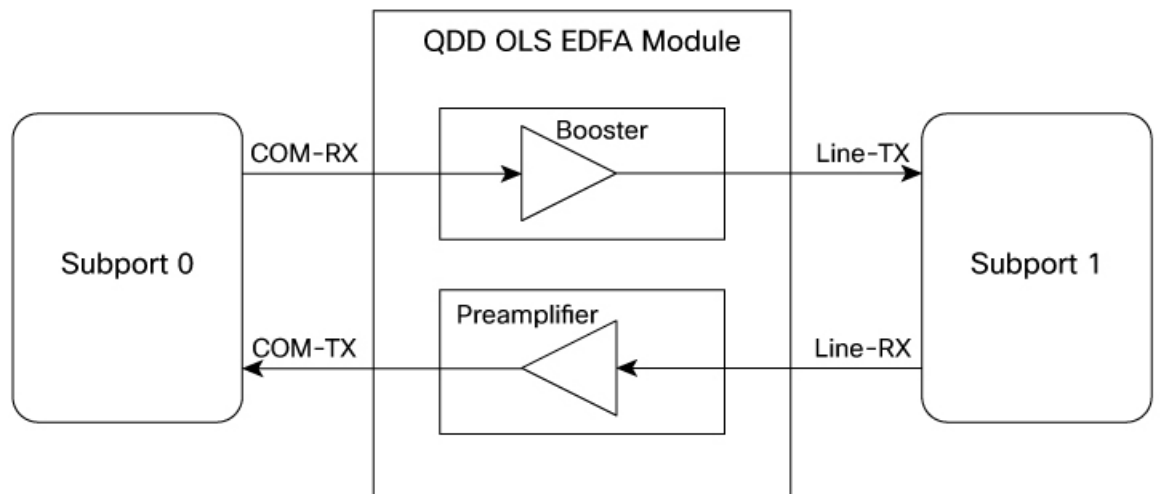 QDD OLS EDFA Module
Booster
COM-RX
Line-TX
Subport 0
Subport 1
Preamplifier
COM-TX
Line-RX